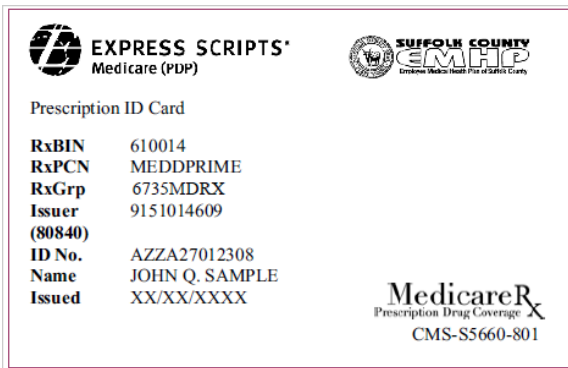 EXPRESS SCRIPTS®
Medicare (PDP)
SUFFOLK COUNTY
EMHP
Employee Medical Health Plan of Suffolk County
Prescription ID Card
RxBIN 610014
RxPCN MEDDPRIME
RxGrp 6735MDRX
Issuer 9151014609
(80840)
ID No. AZZA27012308
Name JOHN Q. SAMPLE
Issued XX/XX/XXXX
MedicareRx
Prescription Drug Coverage
CMS-S5660-801